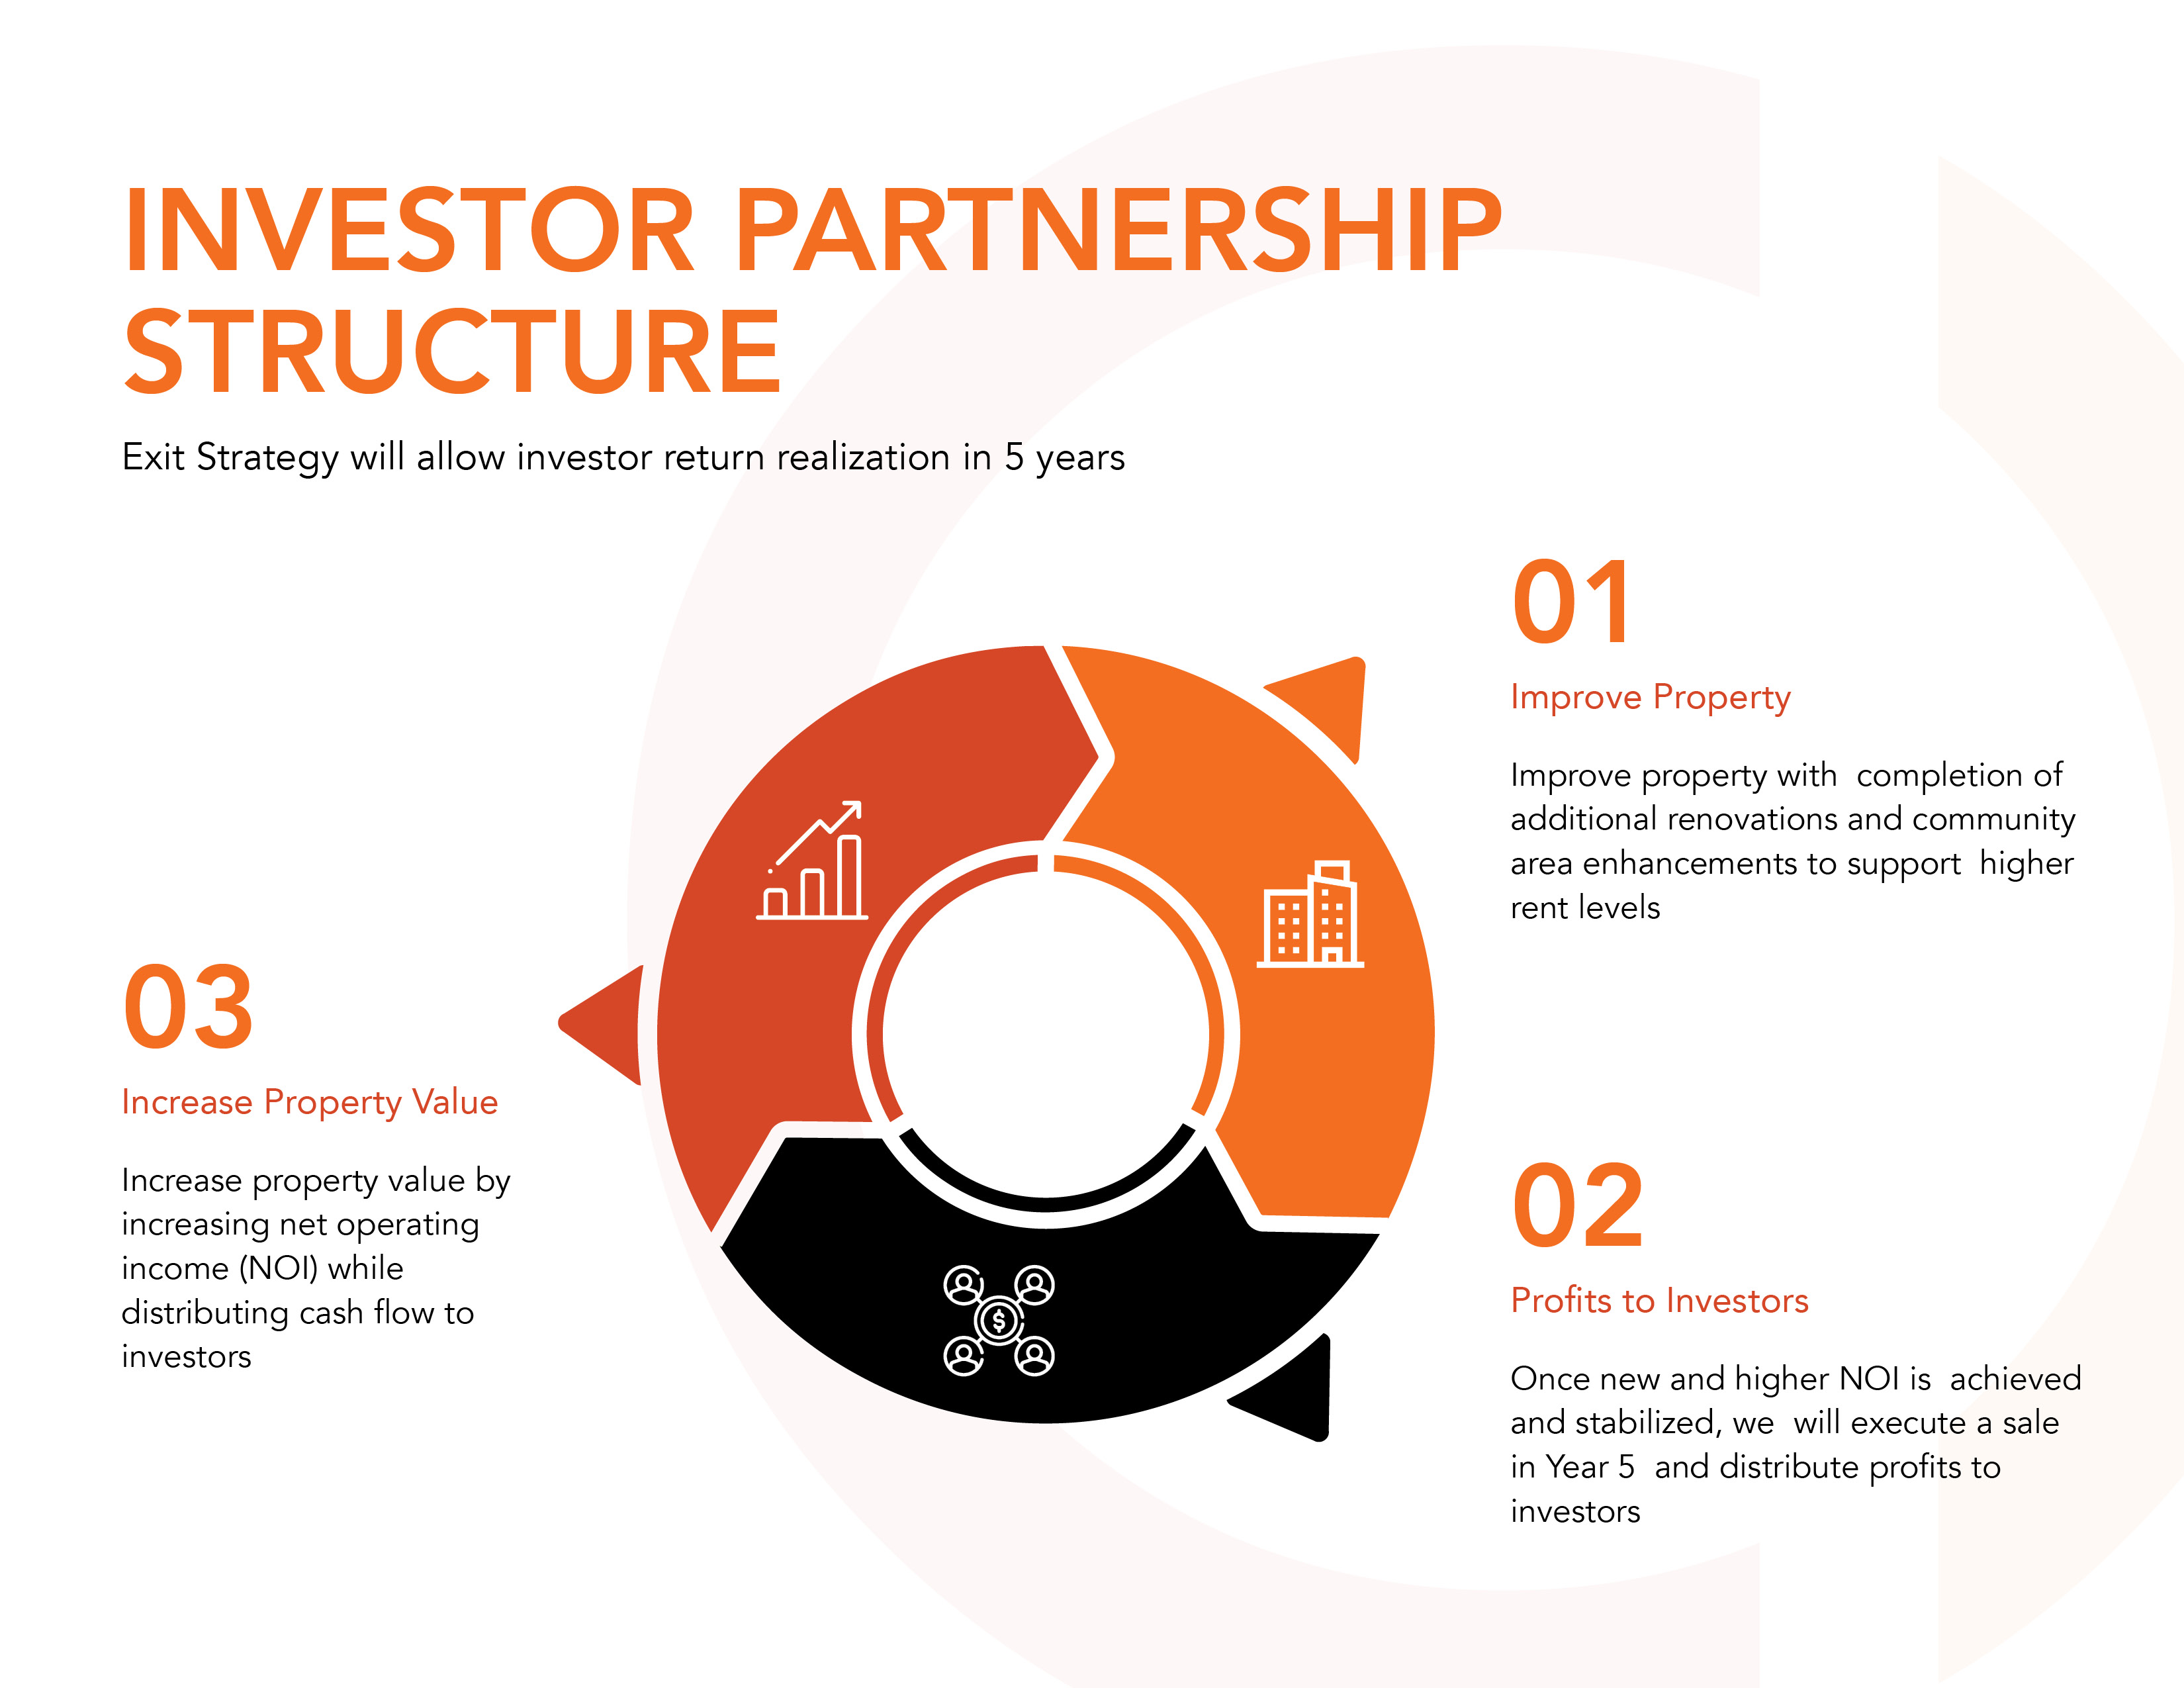 INVESTOR PARTNERSHIP
STRUCTURE
Exit Strategy will allow investor return realization in 5 years
01
Improve Property
Improve property with  completion of
additional renovations and community
area enhancements to support  higher
rent levels
02
Profits to Investors
Once new and higher NOI is  achieved
and stabilized, we  will execute a sale
in Year 5  and distribute profits to
investors
03
Increase Property Value
Increase property value by
increasing net operating
income (NOI) while
distributing cash flow to
investors
$